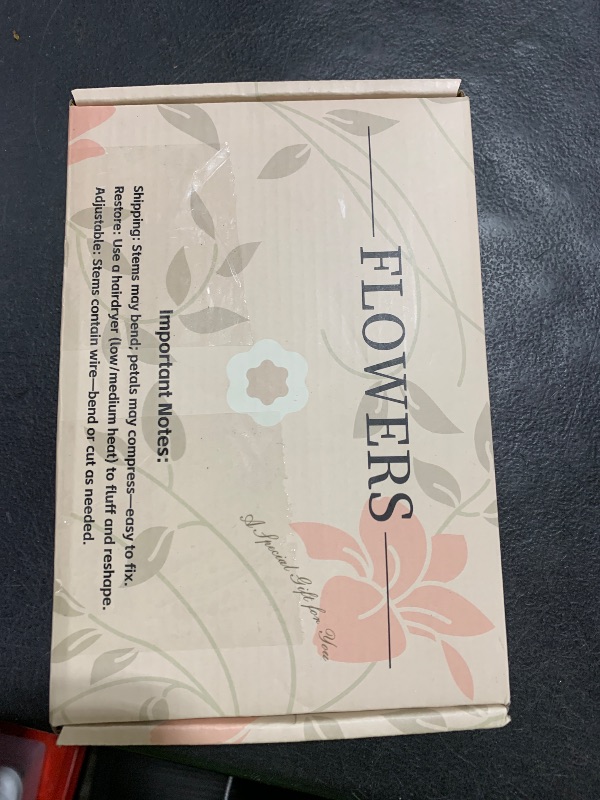 FLOWERS
A Special Gift for You
Important Notes:
Shipping: Stems may bend; petals may compress—easy to fix.
Restore: Use a hairdryer (low/medium heat) to fluff and reshape.
Adjustable: Stems contain wire—bend or cut as needed.